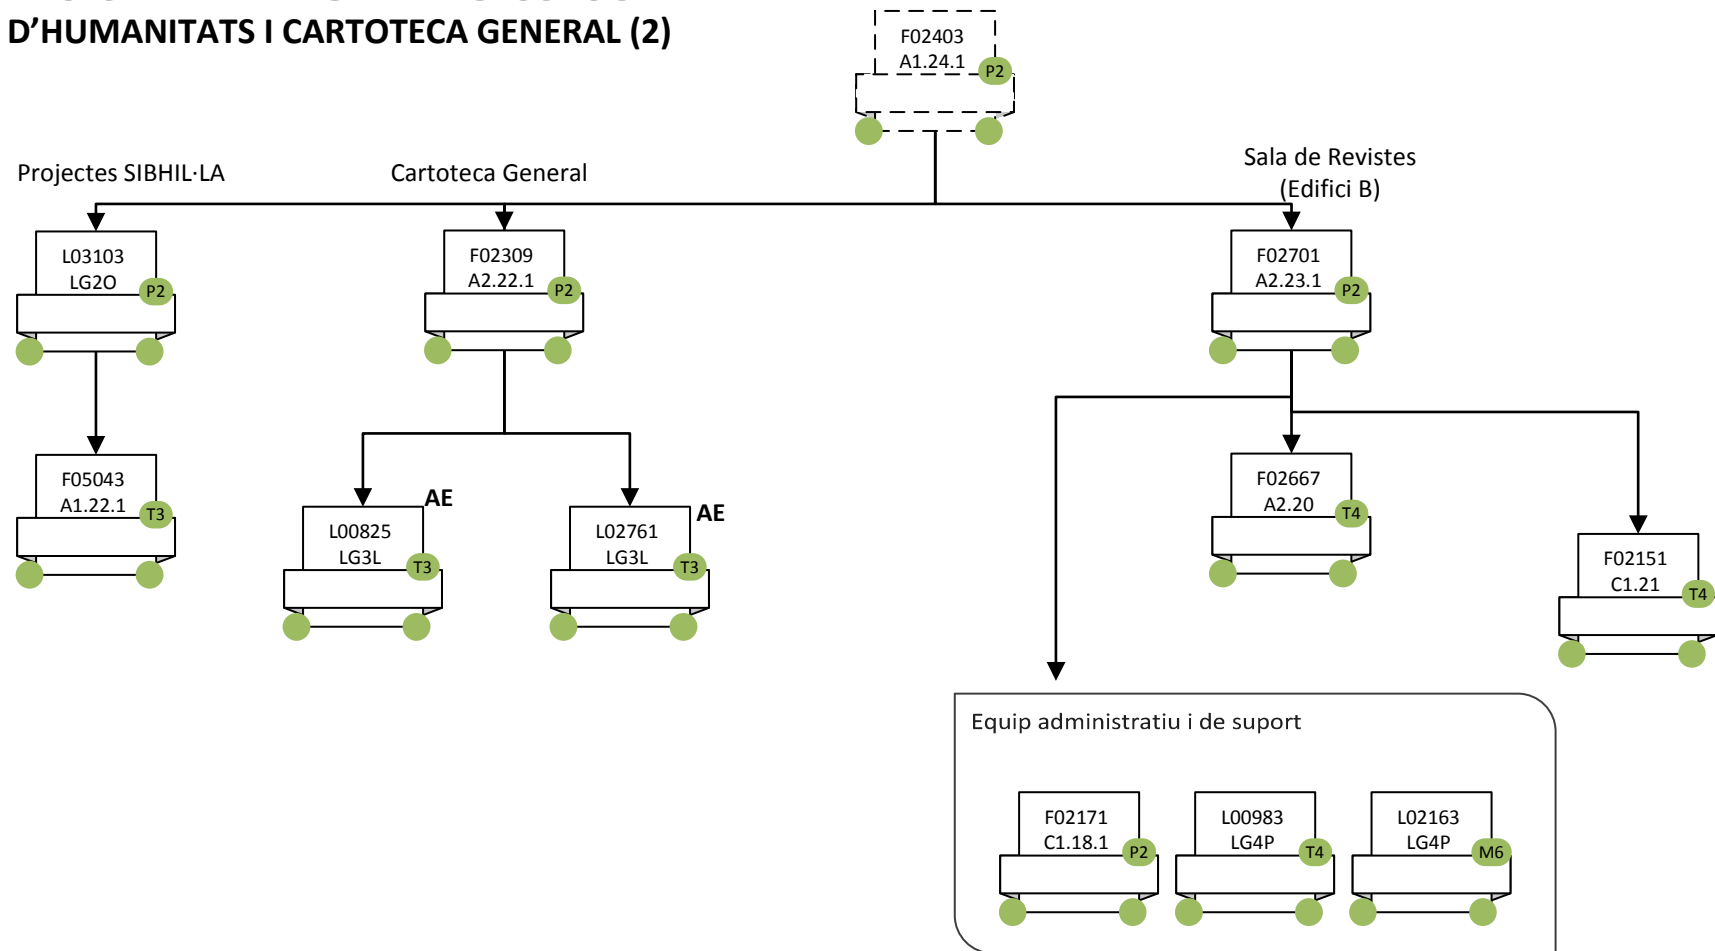 D’HUMANITATS I CARTOTECA GENERAL (2)
F02403
A1.24.1
P2
Projectes SIBHIL·LA
Cartoteca General
Sala de Revistes
(Edifici B)
L03103
LG2O
P2
F02309
A2.22.1
P2
F02701
A2.23.1
P2
F05043
A1.22.1
T3
AE
L00825
LG3L
T3
AE
L02761
LG3L
T3
F02667
A2.20
T4
F02151
C1.21
T4
Equip administratiu i de suport
F02171
C1.18.1
P2
L00983
LG4P
T4
L02163
LG4P
M6